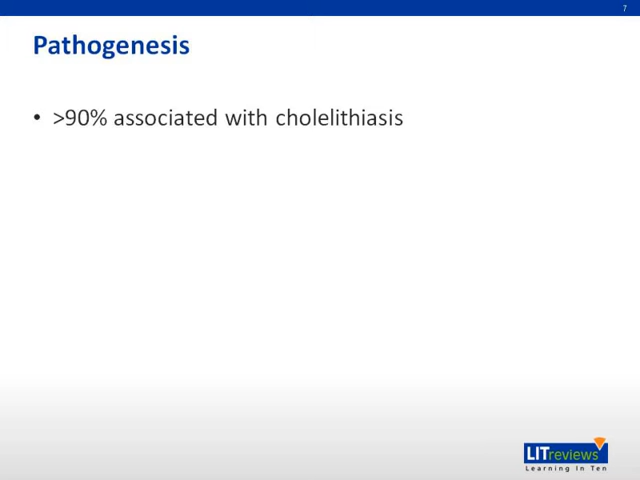 7
Pathogenesis
• >90% associated with cholelithiasis
LITreviews
Learning In Ten